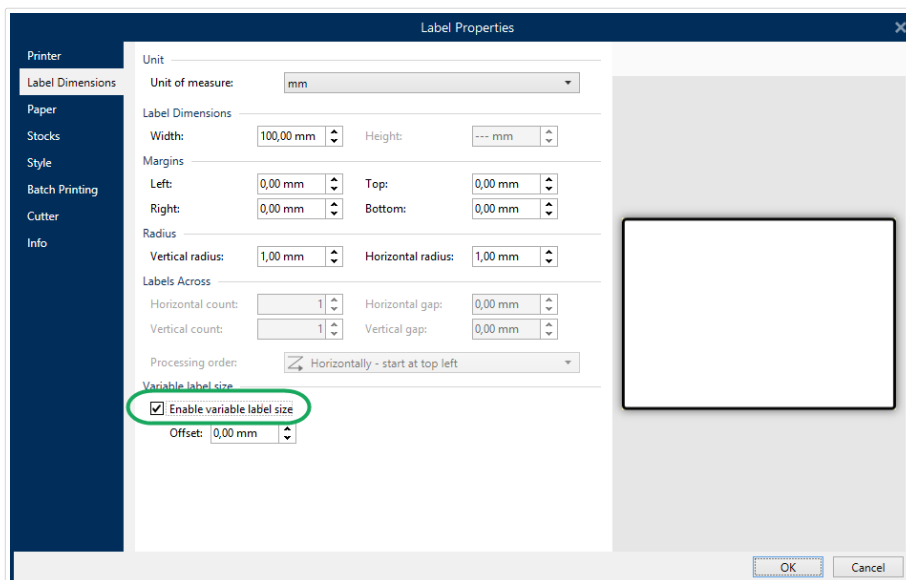 Label Properties
Printer
Label Dimensions
Paper
Stocks
Style
Batch Printing
Cutter
Info
Unit
Unit of measure: mm
Label Dimensions
Width: 100,00 mm Height: --- mm
Margins
Left: 0,00 mm Top: 0,00 mm
Right: 0,00 mm Bottom: 0,00 mm
Radius
Vertical radius: 1,00 mm Horizontal radius: 1,00 mm
Labels Across
Horizontal count: 1 Horizontal gap: 0,00 mm
Vertical count: 1 Vertical gap: 0,00 mm
Processing order: Horizontally - start at top left
Variable label size
Enable variable label size
Offset: 0,00 mm
OK Cancel